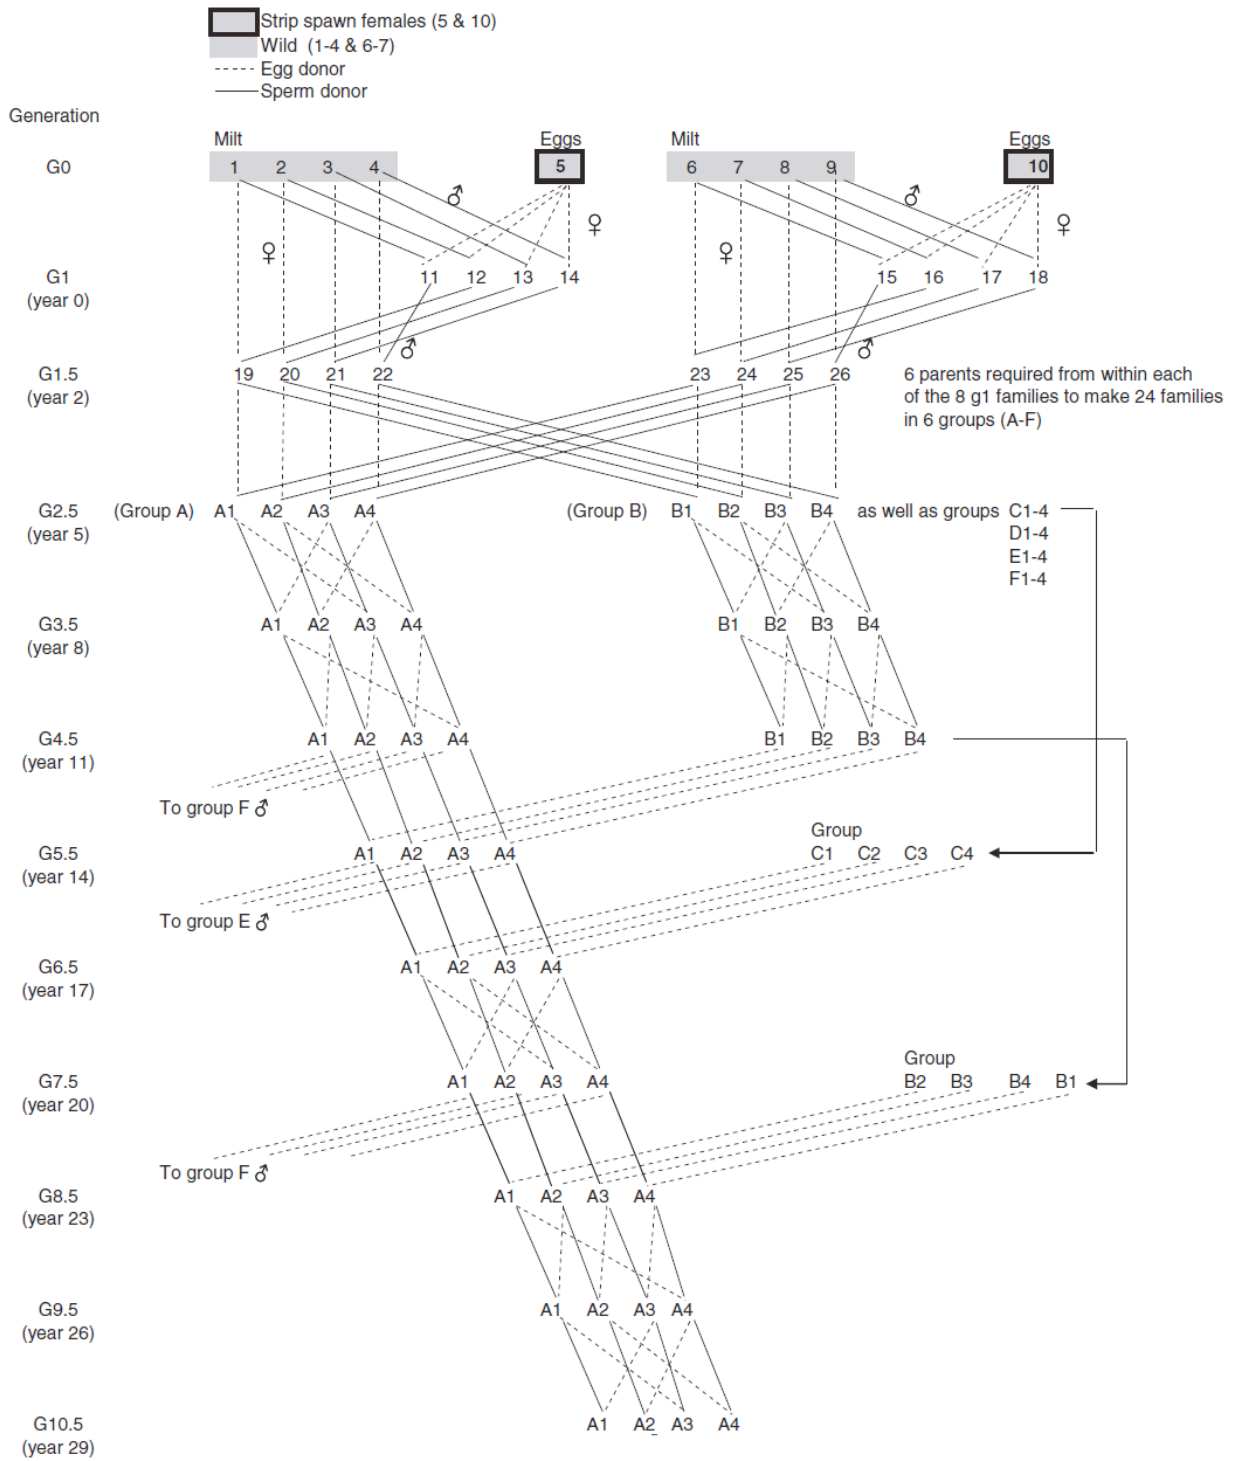 Strip spawn females (5 & 10)
Wild (1-4 & 6-7)
Egg donor
Sperm donor
Generation
Milt Eggs Milt Eggs
G0 1 2 3 4 5 6 7 8 9 10
♂ ♂
♀ ♀ ♀ ♀
G1 11 12 13 14 15 16 17 18
(year 0)
♂ ♂
G1.5 19 20 21 22 23 24 25 26 6 parents required from within each
(year 2) of the 8 g1 families to make 24 families
in 6 groups (A-F)
G2.5 (Group A) A1 A2 A3 A4 (Group B) B1 B2 B3 B4 as well as groups C1-4
(year 5) D1-4
E1-4
F1-4
G3.5 A1 A2 A3 A4 B1 B2 B3 B4
(year 8)
G4.5 A1 A2 A3 A4 B1 B2 B3 B4
(year 11)
To group F ♂
Group
G5.5 A1 A2 A3 A4 C1 C2 C3 C4
(year 14)
To group E ♂
G6.5 A1 A2 A3 A4
(year 17)
Group
G7.5 A1 A2 A3 A4 B2 B3 B4 B1
(year 20)
To group F ♂
G8.5 A1 A2 A3 A4
(year 23)
G9.5 A1 A2 A3 A4
(year 26)
G10.5 A1 A2 A3 A4
(year 29)